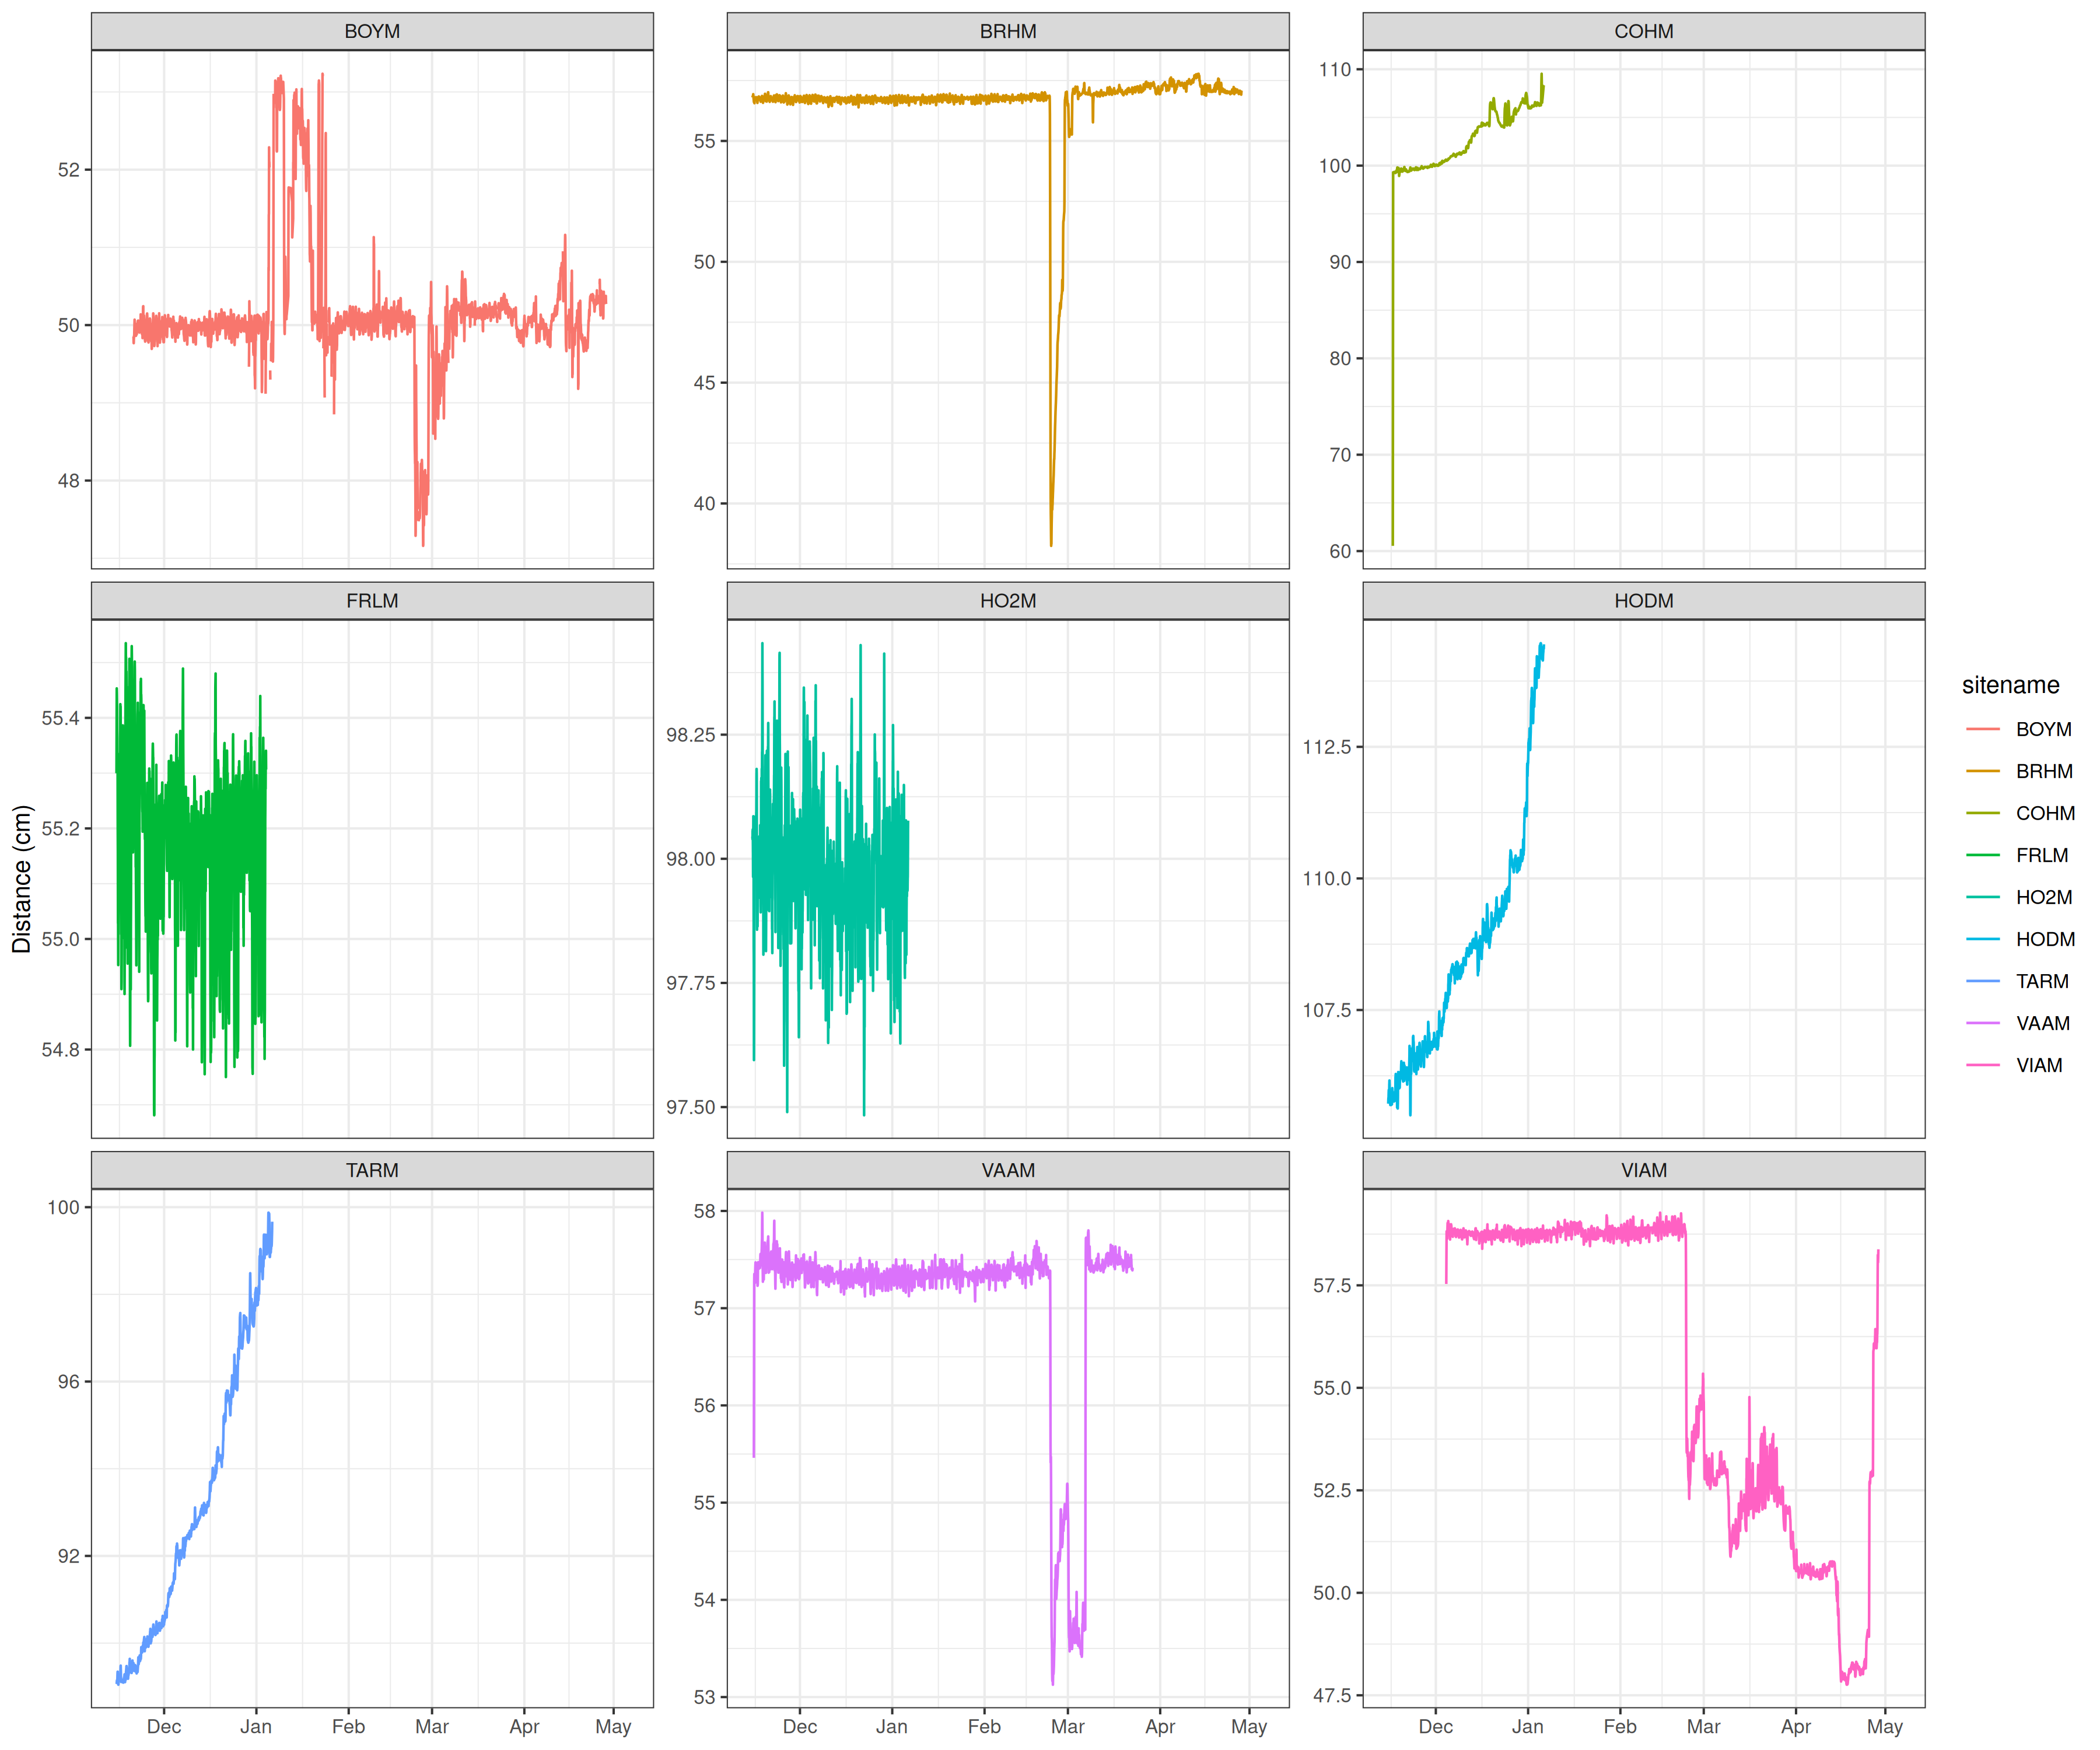 BOYM
BRHM
COHM
52
50
48
55
50
45
40
110
100
90
80
70
60
FRLM
HO2M
HODM
55.4
55.2
55.0
54.8
98.25
98.00
97.75
97.50
112.5
110.0
107.5
TARM
VAAM
VIAM
100
96
92
58
57
56
55
54
53
57.5
55.0
52.5
50.0
47.5
Dec Jan Feb Mar Apr May
Dec Jan Feb Mar Apr May
Dec Jan Feb Mar Apr May
Distance (cm)
sitename
BOYM
BRHM
COHM
FRLM
HO2M
HODM
TARM
VAAM
VIAM